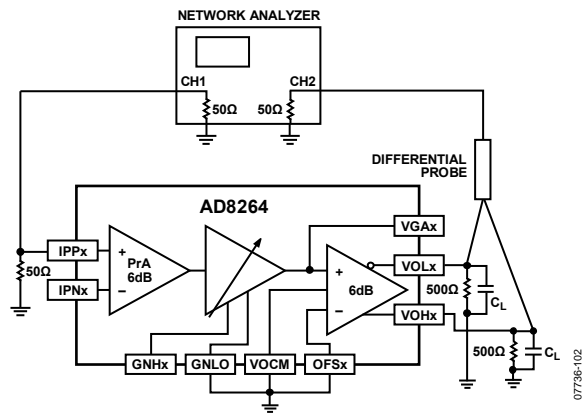 NETWORK ANALYZER
CH1
CH2
50Ω
50Ω
DIFFERENTIAL
PROBE
AD8264
VGAx
IPPx
+
PrA
6dB
–
+
6dB
–
VOLx
50Ω
IPNx
500Ω
CL
VOHx
500Ω
CL
GNHx
GNLO
VOCM
OFSx
07736-102